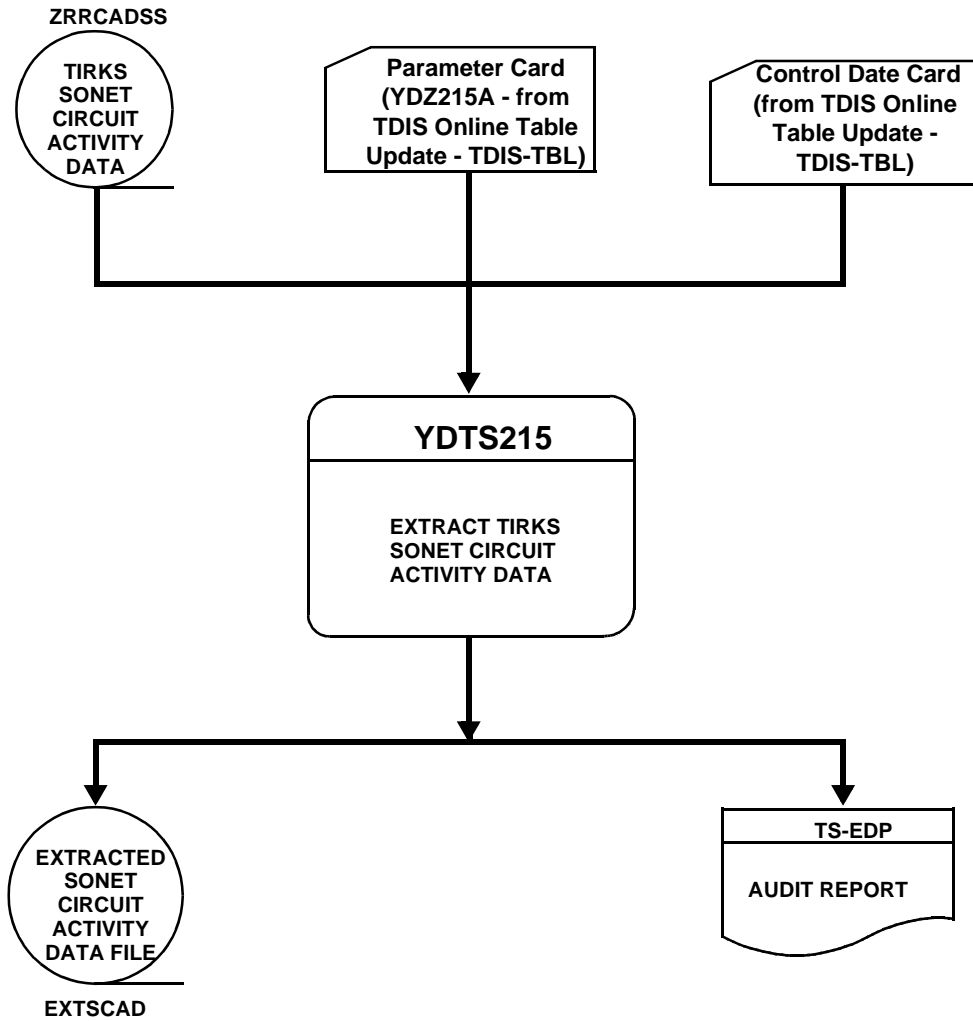 ZRRCADSS
TIRKS
SONET
CIRCUIT
ACTIVITY
DATA
Parameter Card
(YDZ215A - from
TDIS Online Table
Update - TDIS-TBL)
Control Date Card
(from TDIS Online
Table Update -
TDIS-TBL)
YDTS215
EXTRACT TIRKS
SONET CIRCUIT
ACTIVITY DATA
EXTRACTED
SONET
CIRCUIT
ACTIVITY
DATA FILE
EXTSCAD
TS-EDP
AUDIT REPORT